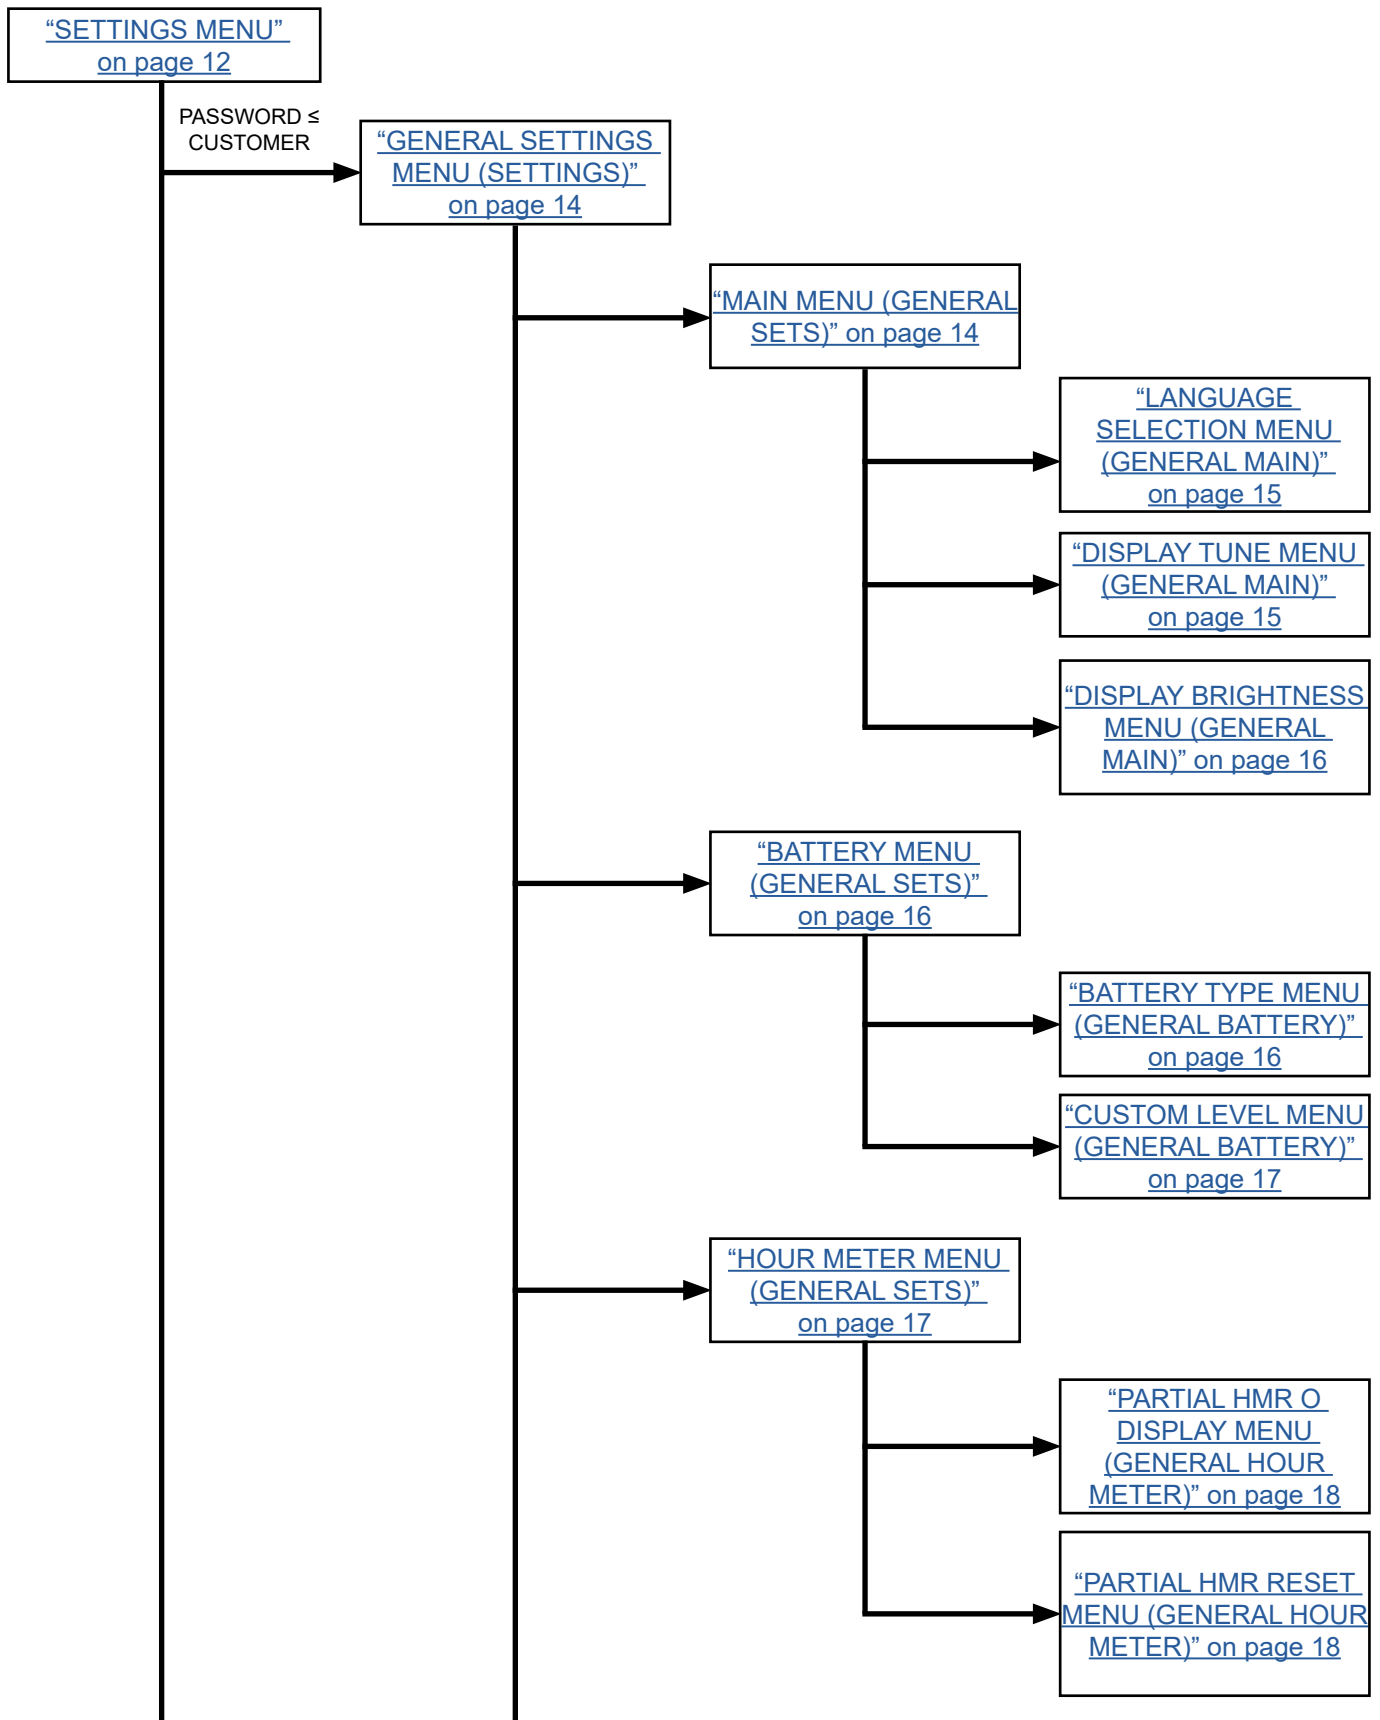 “SETTINGS MENU”
on page 12
PASSWORD ≤
CUSTOMER
“GENERAL SETTINGS
MENU (SETTINGS)”
on page 14
“MAIN MENU (GENERAL
SETS)” on page 14
“LANGUAGE
SELECTION MENU
(GENERAL MAIN)”
on page 15
“DISPLAY TUNE MENU
(GENERAL MAIN)”
on page 15
“DISPLAY BRIGHTNESS
MENU (GENERAL
MAIN)” on page 16
“BATTERY MENU
(GENERAL SETS)”
on page 16
“BATTERY TYPE MENU
(GENERAL BATTERY)”
on page 16
“CUSTOM LEVEL MENU
(GENERAL BATTERY)”
on page 17
“HOUR METER MENU
(GENERAL SETS)”
on page 17
“PARTIAL HMR O
DISPLAY MENU
(GENERAL HOUR
METER)” on page 18
“PARTIAL HMR RESET
MENU (GENERAL HOUR
METER)” on page 18